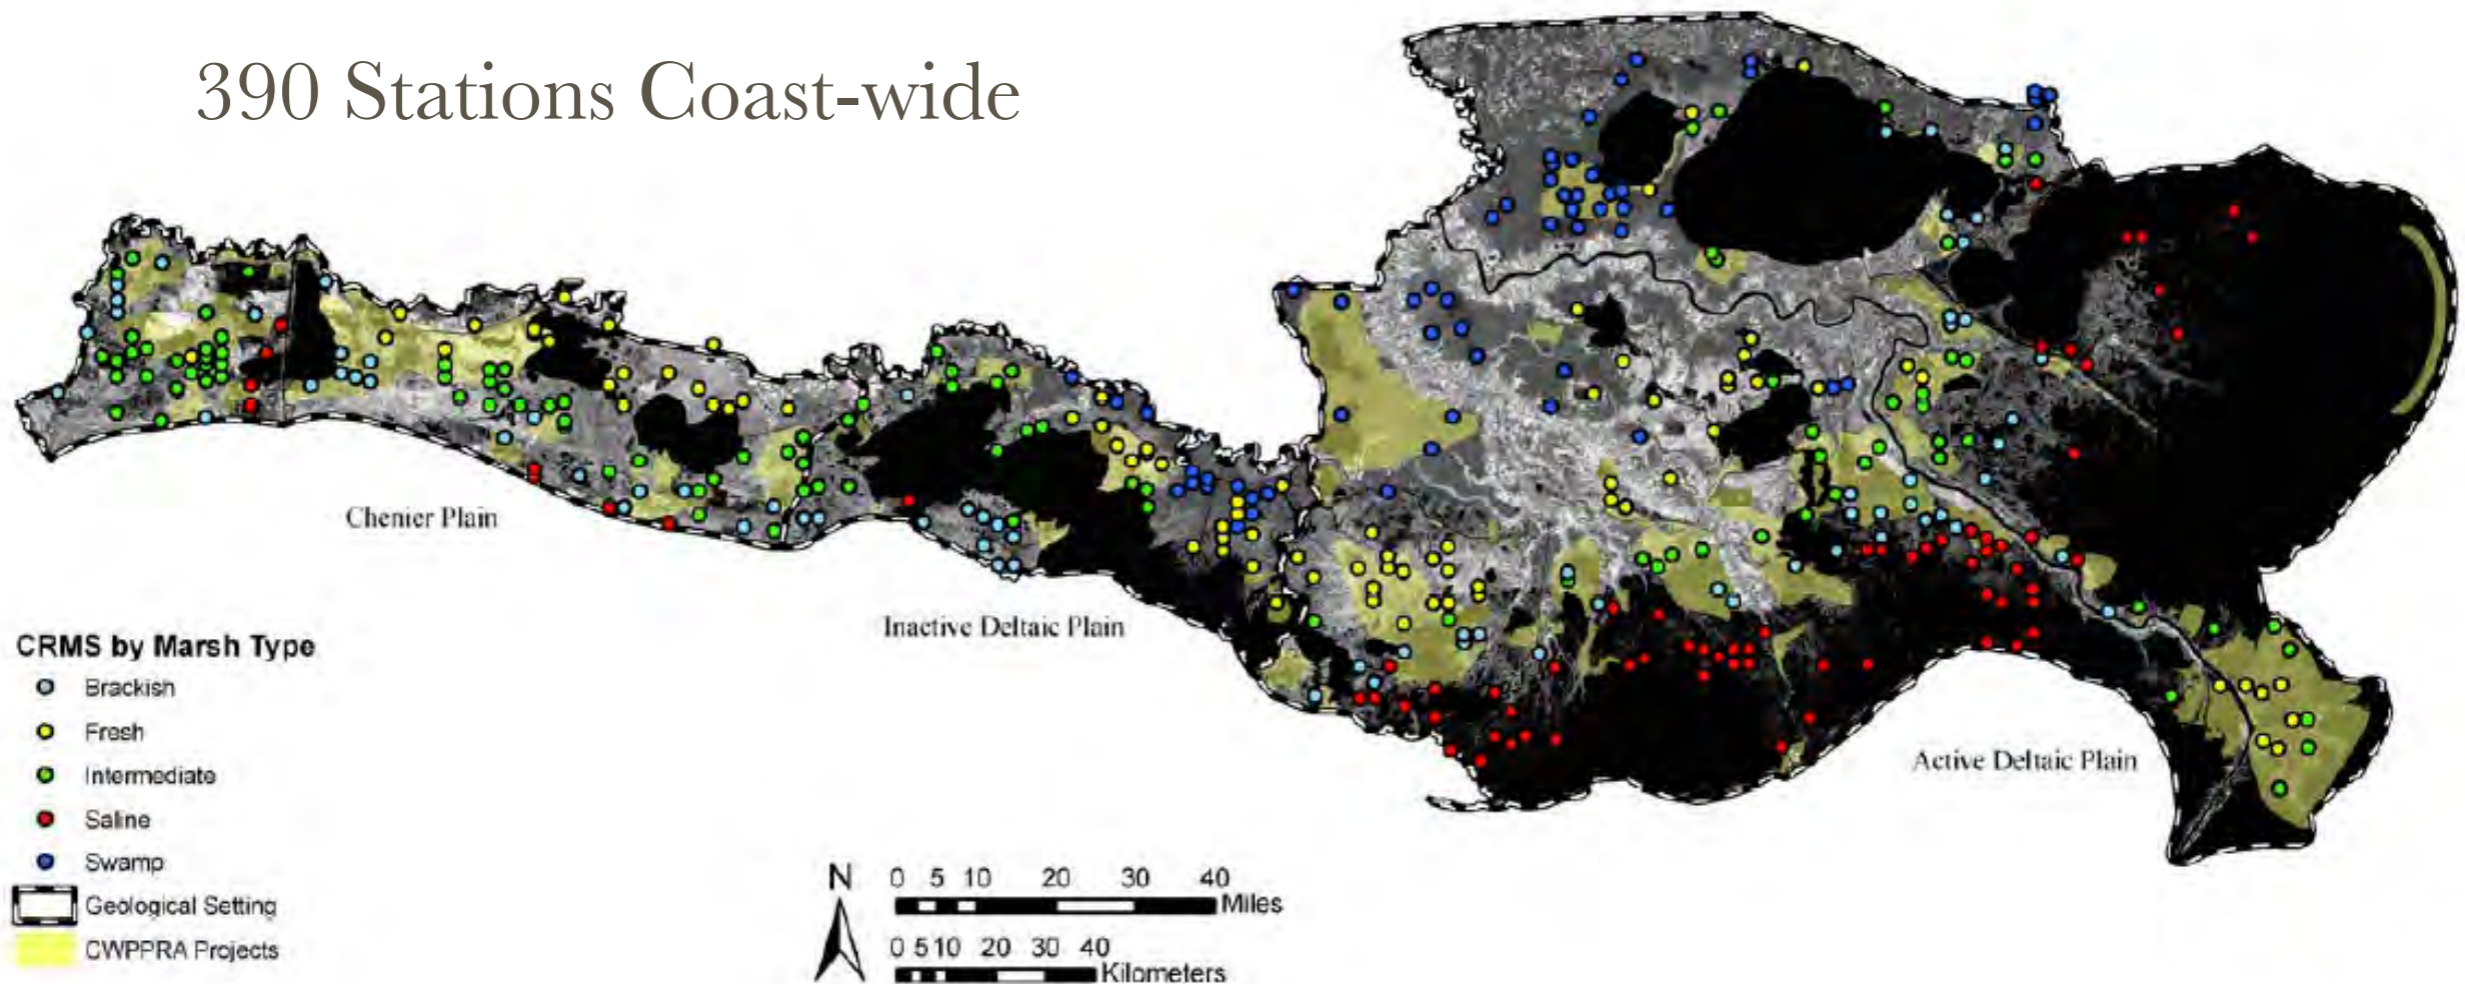 390 Stations Coast-wide
Chenier Plain
Inactive Deltaic Plain
Active Deltaic Plain
CRMS by Marsh Type
Brackish
Fresh
Intermediate
Saline
Swamp
Geological Setting
CWPPRA Projects
N
0 5 10 20 30 40
Miles
0 5 10 20 30 40
Kilometers